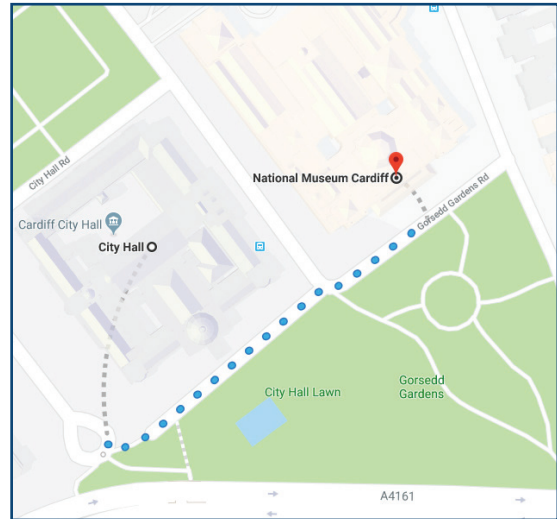 National Museum Cardiff
City Hall Rd
Gorsedd Gardens Rd
Cardiff City Hall
City Hall
City Hall Lawn
Gorsedd
Gardens
A4161